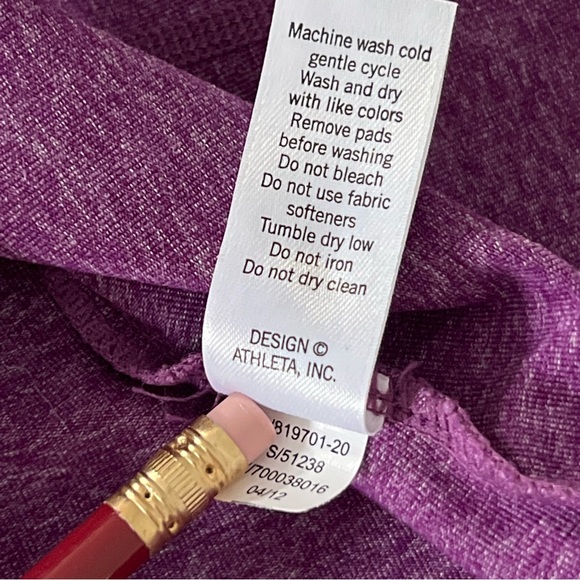 Machine wash cold
gentle cycle
Wash and dry
with like colors
Remove pads
before washing
Do not bleach
Do not use fabric
softeners
Tumble dry low
Do not iron
Do not dry clean
DESIGN ©
ATHLETA, INC.
819701-20
S/51238
700038016
04/12